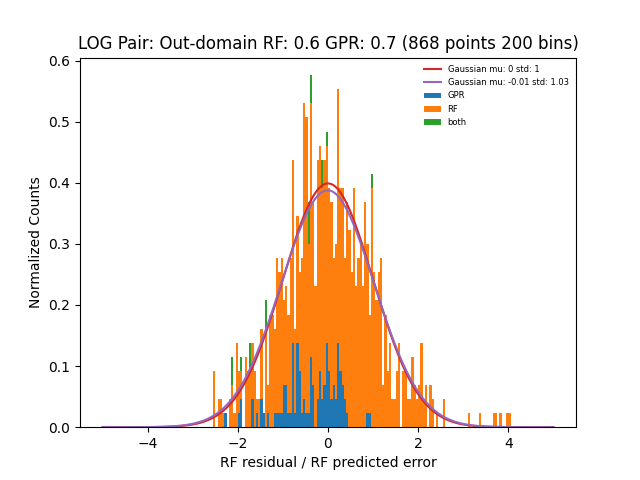 LOG Pair: Out-domain RF: 0.6 GPR: 0.7 (868 points 200 bins)
0.6
0.5
0.4
0.3
0.2
0.1
0.0
Normalized Counts
Gaussian mu: 0 std: 1
Gaussian mu: -0.01 std: 1.03
GPR
RF
both
−4 −2 0 2 4
RF residual / RF predicted error